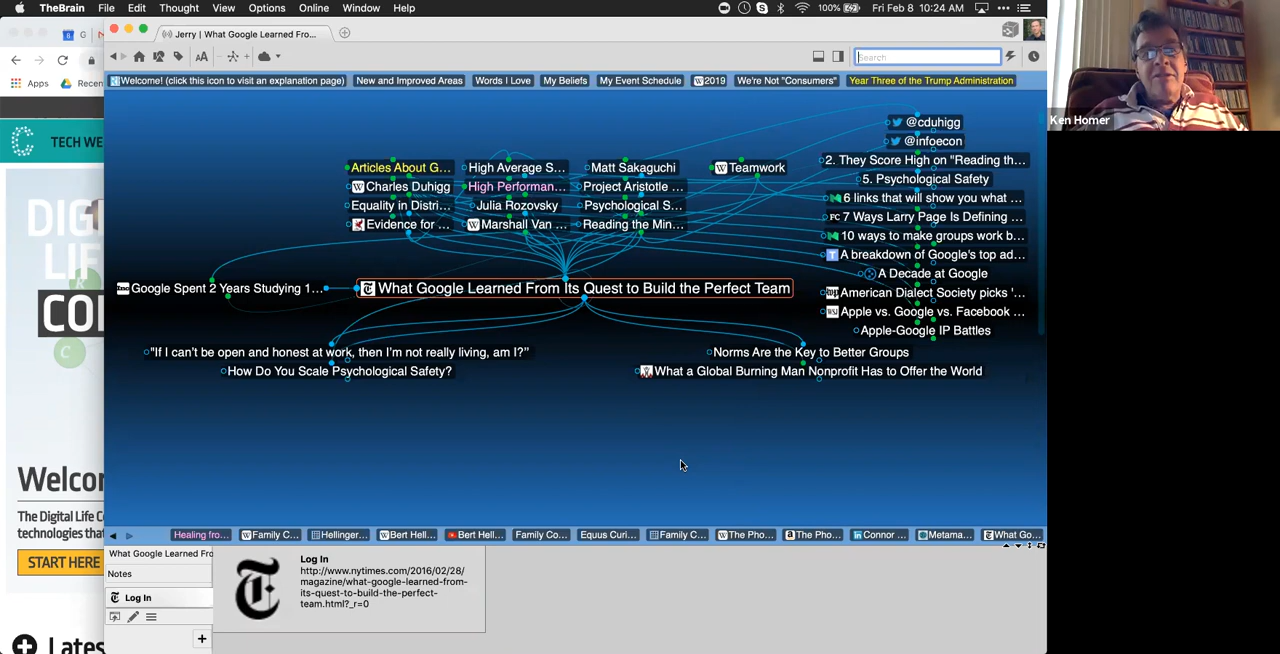 TheBrain File Edit Thought View Options Online Window Help
100% Fri Feb 8 10:24 AM
Jerry | What Google Learned Fro...
G
Apps Recen
Search
Welcome! (click this icon to visit an explanation page) New and Improved Areas Words I Love My Beliefs My Event Schedule 2019 We're Not "Consumers" Year Three of the Trump Administration
Ken Homer
TECH WE
@cduhigg
@infoecon
Articles About G... High Average S... Matt Sakaguchi Teamwork
2. They Score High on "Reading th...
Charles Duhigg High Performan... Project Aristotle ...
5. Psychological Safety
Equality in Distri... Julia Rozovsky Psychological S...
6 links that will show you what ...
Evidence for ... Marshall Van ... Reading the Min...
7 Ways Larry Page Is Defining ...
10 ways to make groups work b...
A breakdown of Google's top ad...
A Decade at Google
Google Spent 2 Years Studying 1... What Google Learned From Its Quest to Build the Perfect Team
American Dialect Society picks '...
Apple vs. Google vs. Facebook ...
Apple-Google IP Battles
"If I can't be open and honest at work, then I'm not really living, am I?" Norms Are the Key to Better Groups
How Do You Scale Psychological Safety? What a Global Burning Man Nonprofit Has to Offer the World
DIG
LIF
COL
Welcon
The Digital Life C
technologies that
START HERE
Lates
Healing fro... Family C... Hellinger... Bert Hell... Bert Hell... Family Co... Equus Curi... Family C... The Pho... The Pho... Connor ... Metama... What Go...
What Google Learned Fro
Notes
Log In
Log In
http://www.nytimes.com/2016/02/28/
magazine/what-google-learned-from-
its-quest-to-build-the-perfect-
team.html?_r=0